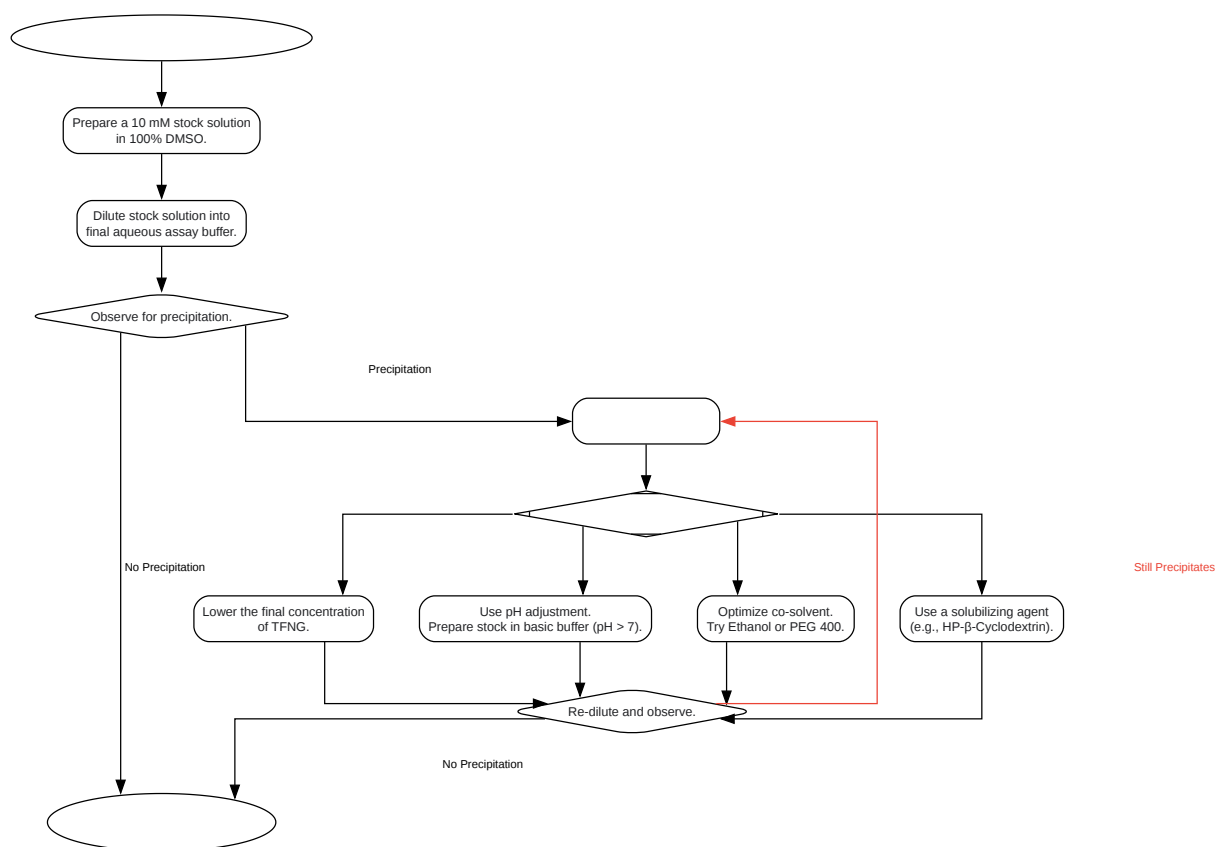 Prepare a 10 mM stock solution
in 100% DMSO.
Dilute stock solution into
final aqueous assay buffer.
Observe for precipitation.
Precipitation
No Precipitation
Still Precipitates
Lower the final concentration
of TFNG.
Use pH adjustment.
Prepare stock in basic buffer (pH > 7).
Optimize co-solvent.
Try Ethanol or PEG 400.
Use a solubilizing agent
(e.g., HP-β-Cyclodextrin).
Re-dilute and observe.
No Precipitation